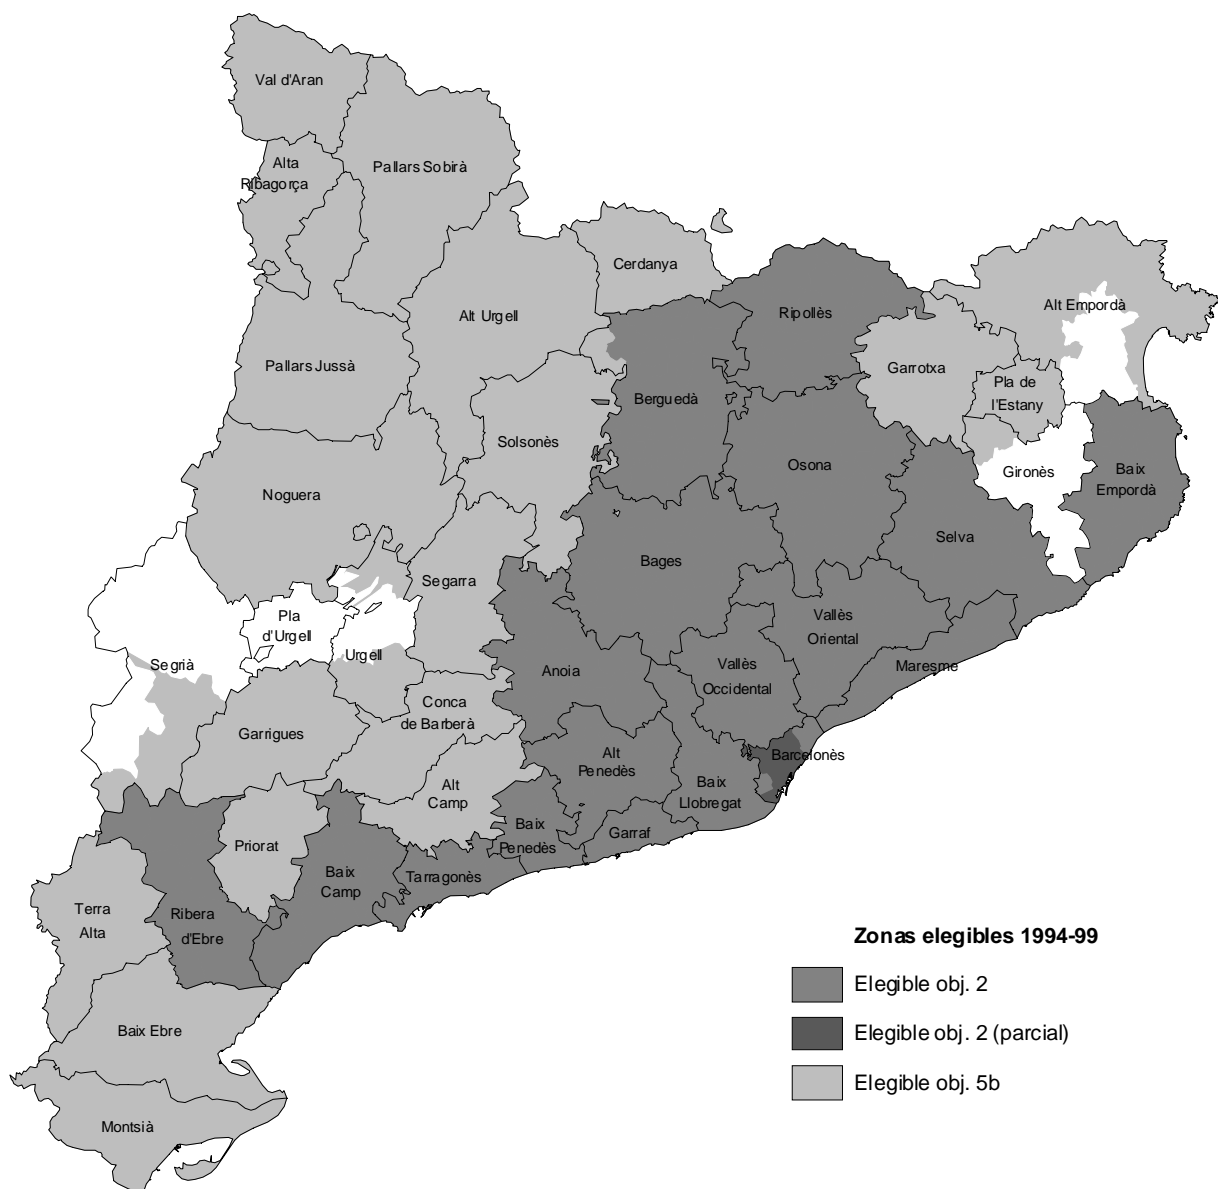 Val d'Aran
Alta
Ribagorça
Pallars Sobirà
Cerdanya
Alt Urgell
Ripollès
Alt Empordà
Pallars Jussà
Garrotxa
Pla de
l'Estany
Berguedà
Solsonès
Osona
Gironès
Baix
Empordà
Noguera
Selva
Bages
Segarra
Pla
d'Urgell
Urgell
Vallès
Oriental
Segrià
Anoia
Vallès
Occidental
Maresme
Conca
de Barberà
Garrigues
Alt
Penedès
Barcelonès
Alt
Camp
Baix
Llobregat
Baix
Penedès
Garraf
Priorat
Baix
Camp
Tarragonès
Terra
Alta
Ribera
d'Ebre
Baix Ebre
Montsià
Zonas elegibles 1994-99
Elegible obj. 2
Elegible obj. 2 (parcial)
Elegible obj. 5b